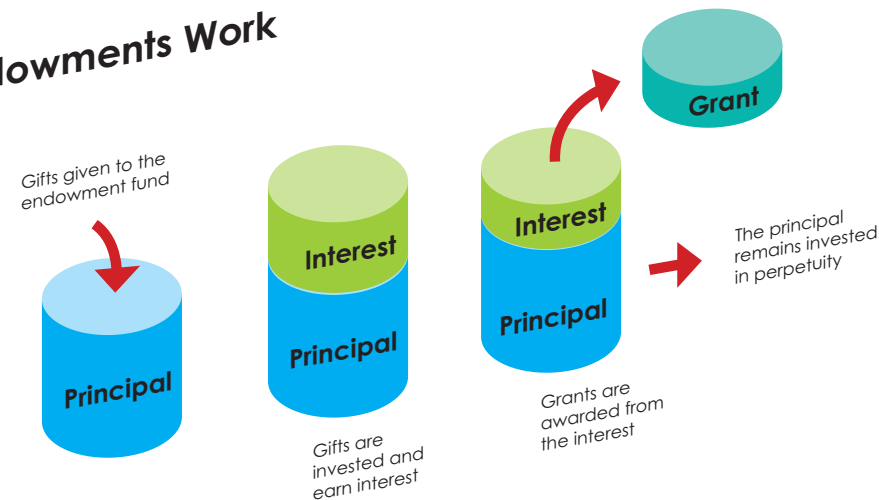 Work
Gifts given to the
endowment fund
Principal
Interest
Principal
Gifts are
invested and
earn interest
Interest
Principal
Grants are
awarded from
the interest
Grant
The principal
remains invested
in perpetuity